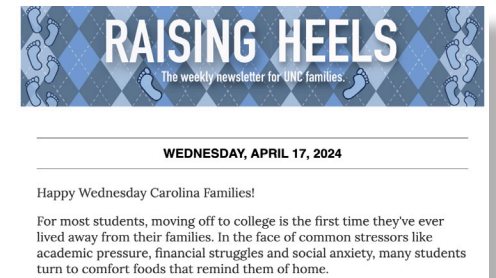 RAISING HEELS
The weekly newsletter for UNC families.
WEDNESDAY, APRIL 17, 2024
Happy Wednesday Carolina Families!
For most students, moving off to college is the first time they've ever
lived away from their families. In the face of common stressors like
academic pressure, financial struggles and social anxiety, many students
turn to comfort foods that remind them of home.